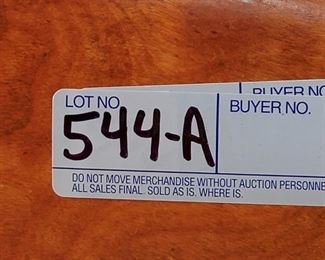 BUYER NO.
LOT NO.
BUYER NO.
544-A
DO NOT MOVE MERCHANDISE WITHOUT AUCTION PERSONNE
ALL SALES FINAL. SOLD AS IS. WHERE IS.